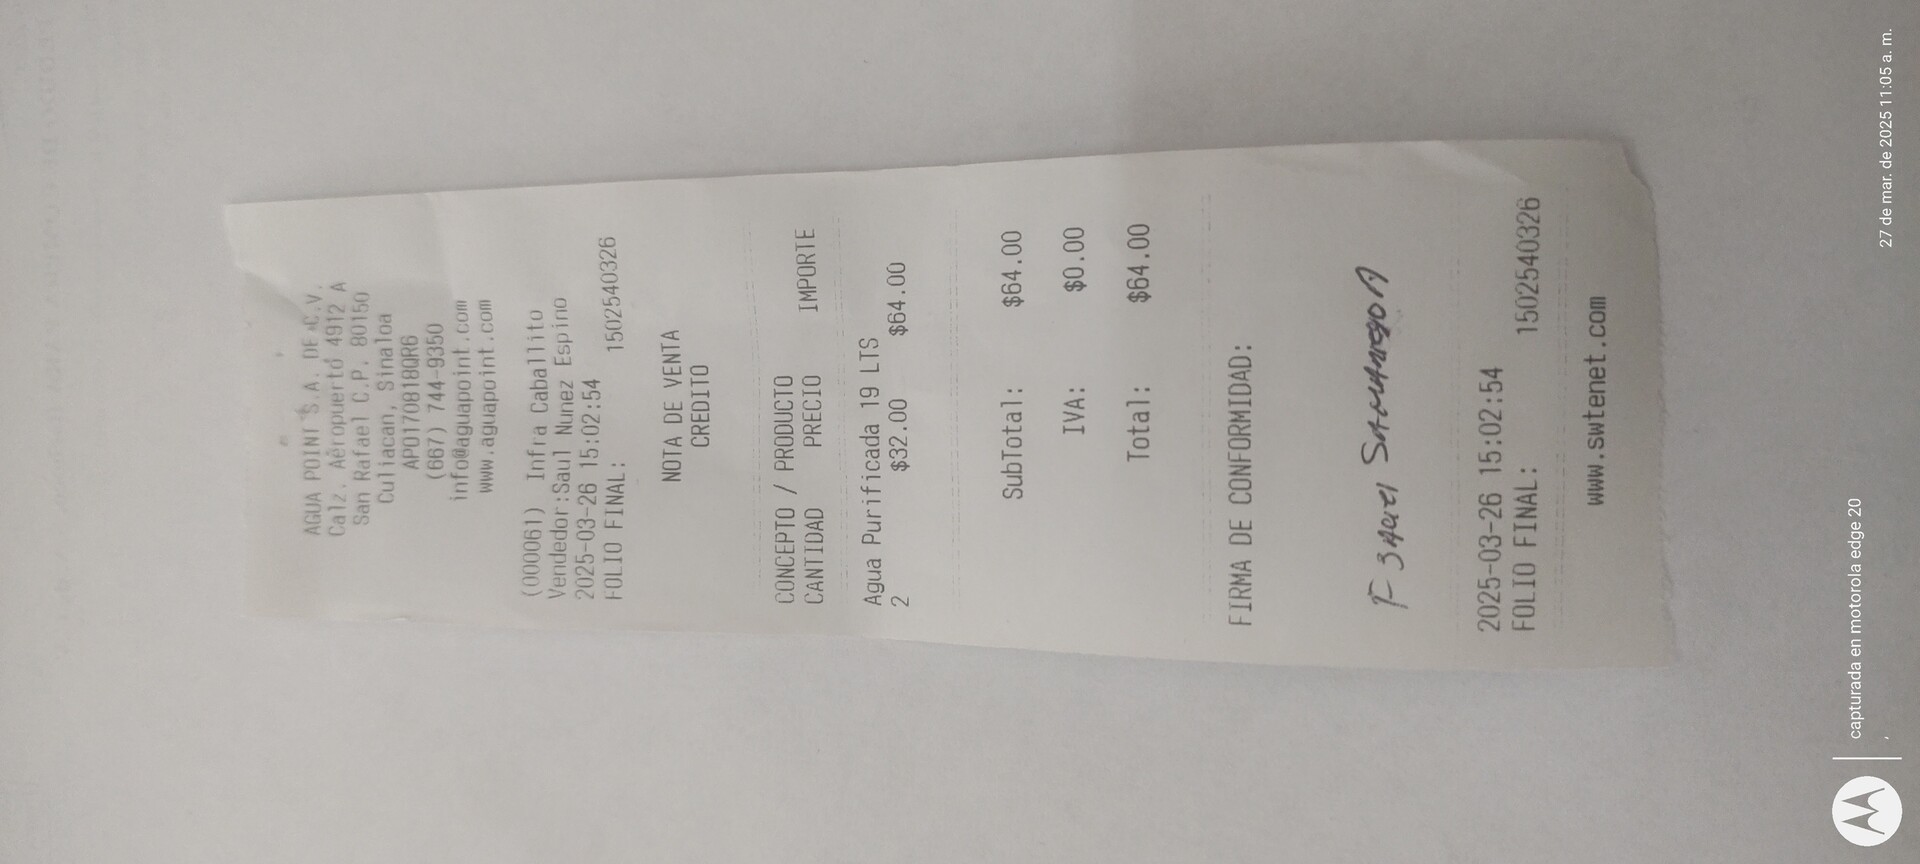 AGUA POINT S.A. DE C.V.
Calz. Aeropuerto 4912 A
San Rafael C.P. 80150
Culiacan, Sinaloa
APO170818QR6
(667) 744-9350
info@aguapoint.com
www.aguapoint.com
(000061) Infra Caballito
Vendedor:Saul Nunez Espino
2025-03-26 15:02:54
FOLIO FINAL: 1502540326
NOTA DE VENTA
CREDITO
CONCEPTO / PRODUCTO
CANTIDAD PRECIO IMPORTE
Agua Purificada 19 LTS
2 $32.00 $64.00
SubTotal: $64.00
IVA: $0.00
Total: $64.00
FIRMA DE CONFORMIDAD:
2025-03-26 15:02:54
FOLIO FINAL: 1502540326
www.swtenet.com
capturada en motorola edge 20
27 de mar. de 2025 11:05 a. m.